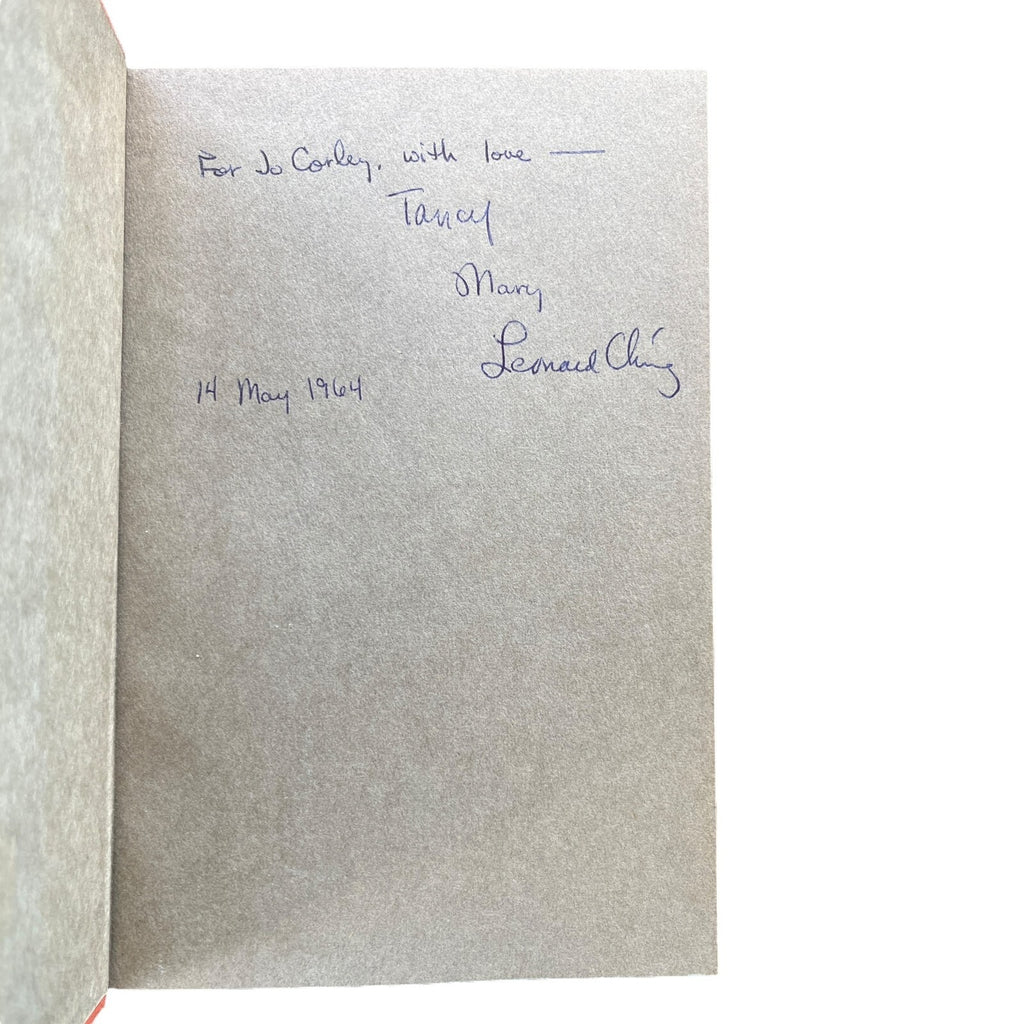 For Jo Corley, with love —
Tancy
Mary
Leonard Ching
14 May 1964